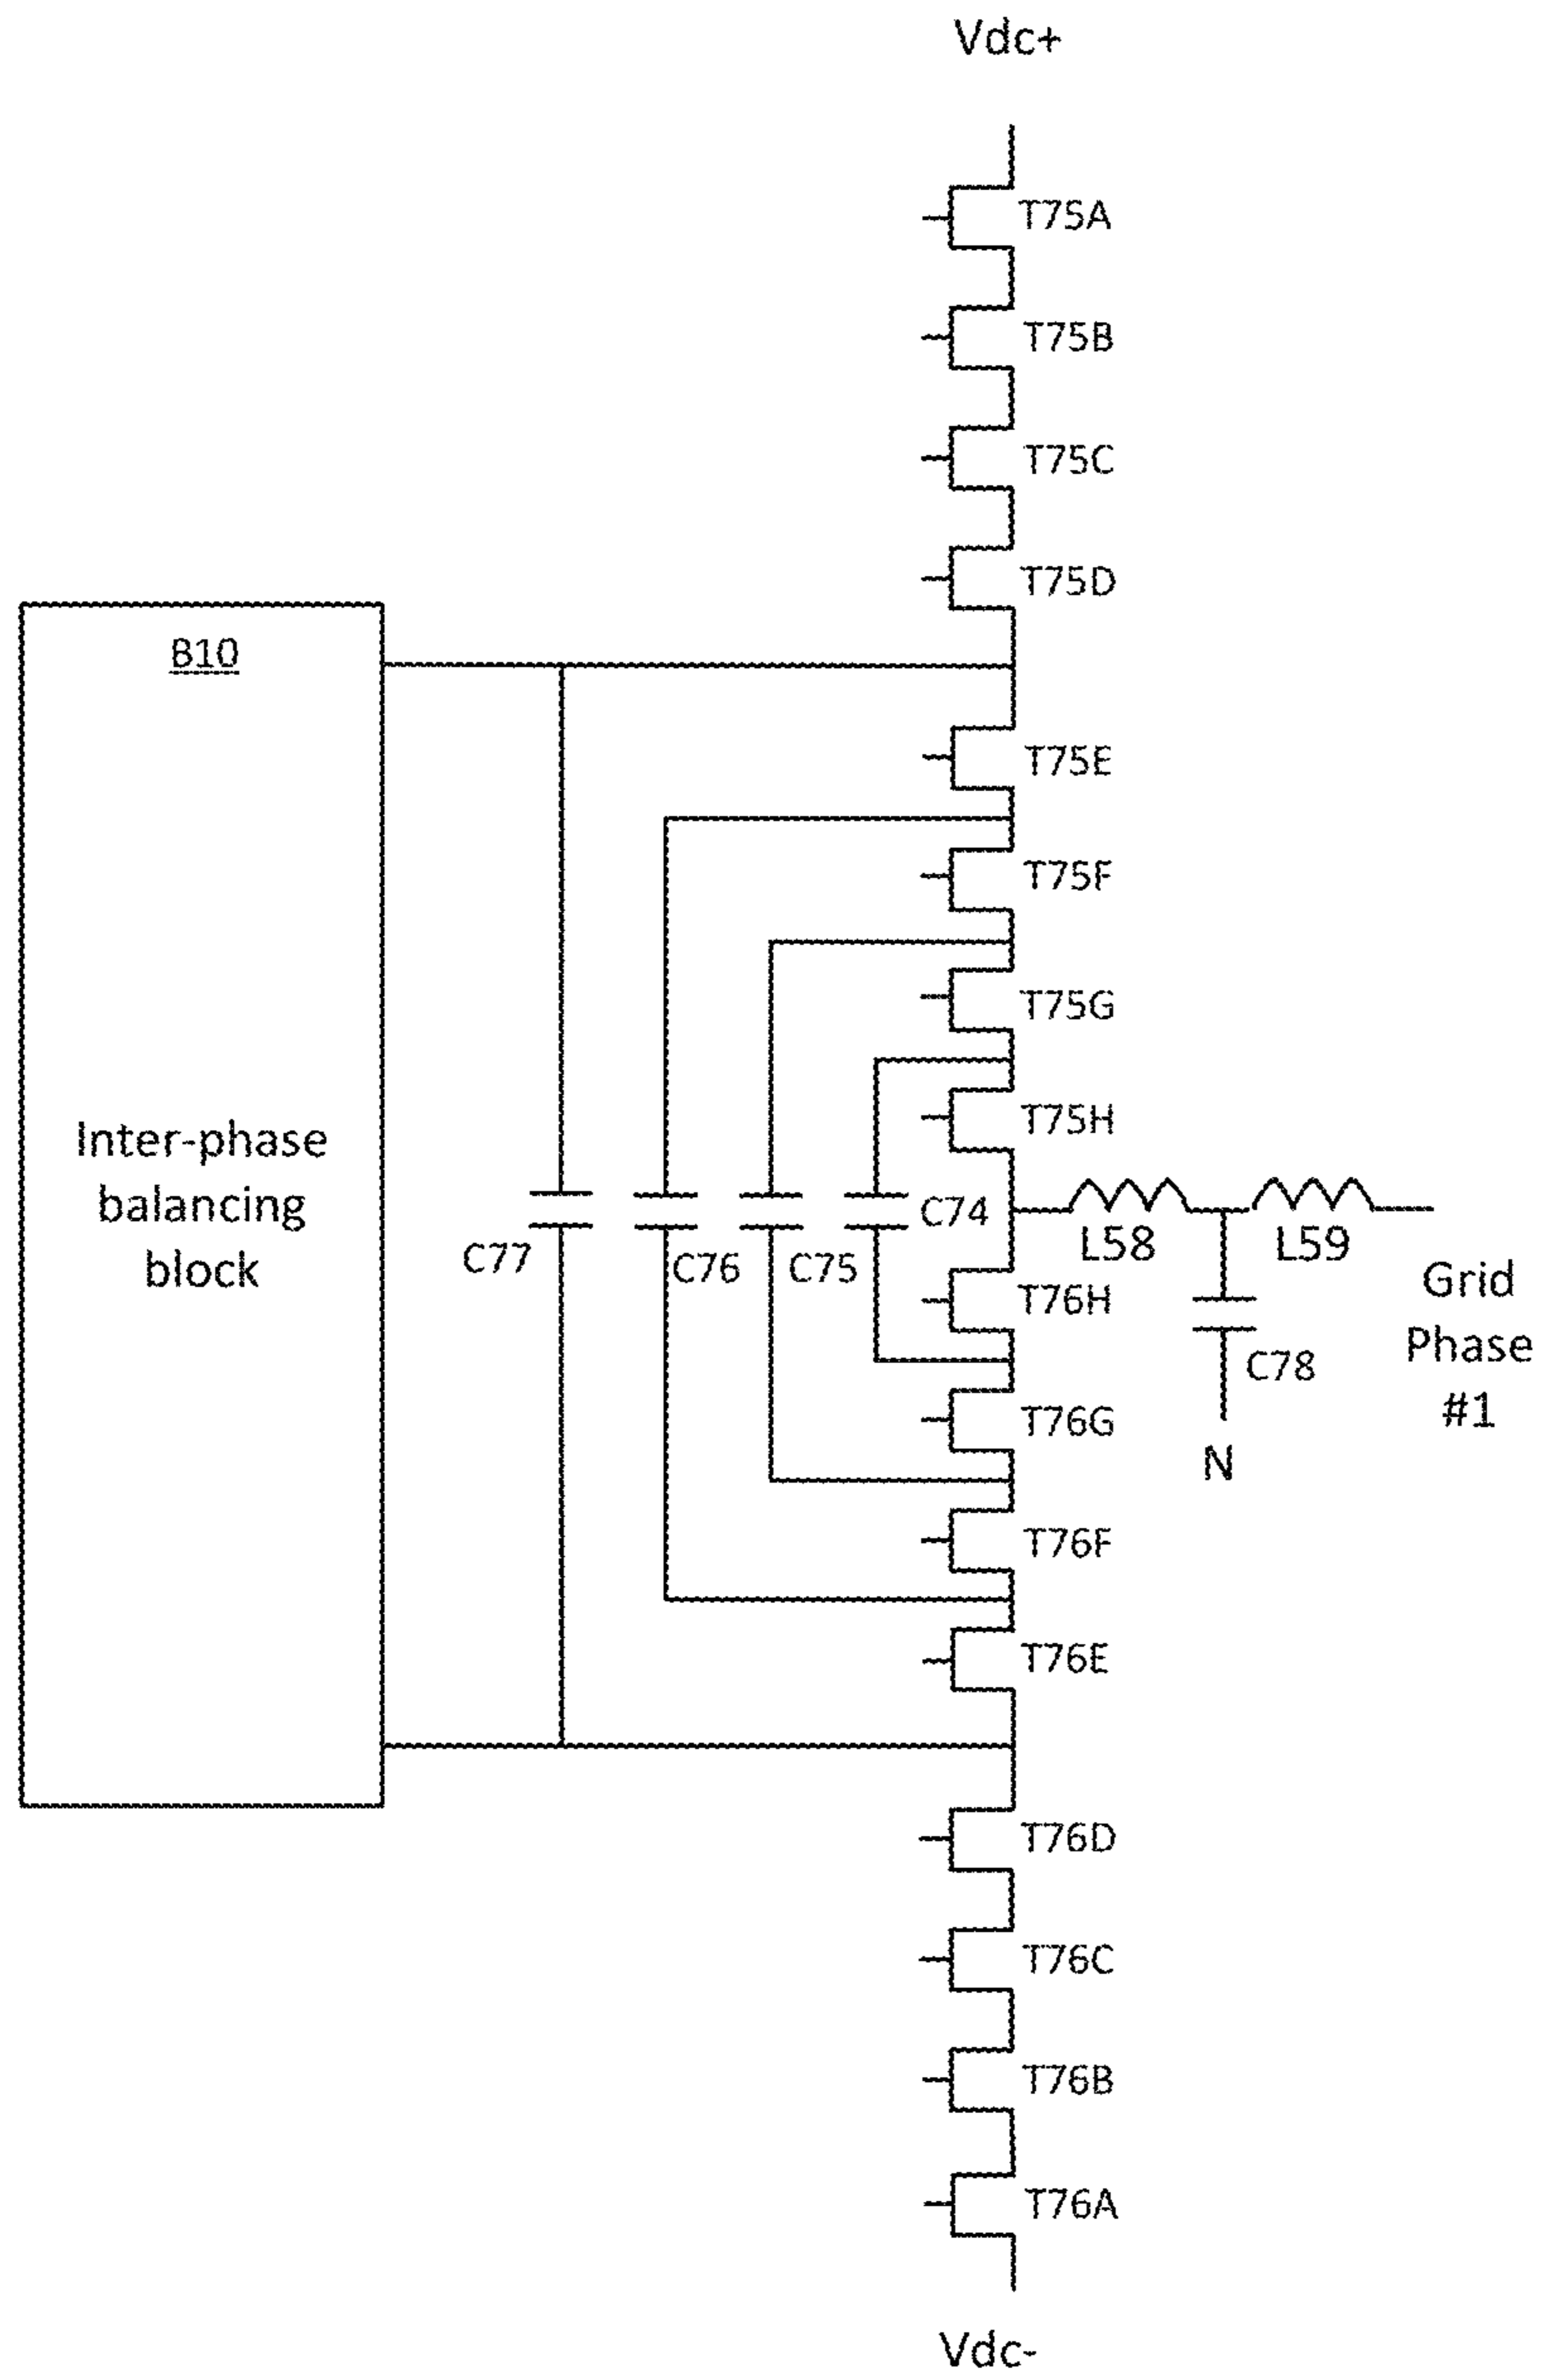 Vdc+
T75A
T75B
T75C
T75D
B10
T75E
T75F
T75G
T75H
Inter-phase
balancing
block
C77
C76
C75
C74
L58
L59
Grid
Phase
#1
C78
N
T76H
T76G
T76F
T76E
T76D
T76C
T76B
T76A
Vdc-